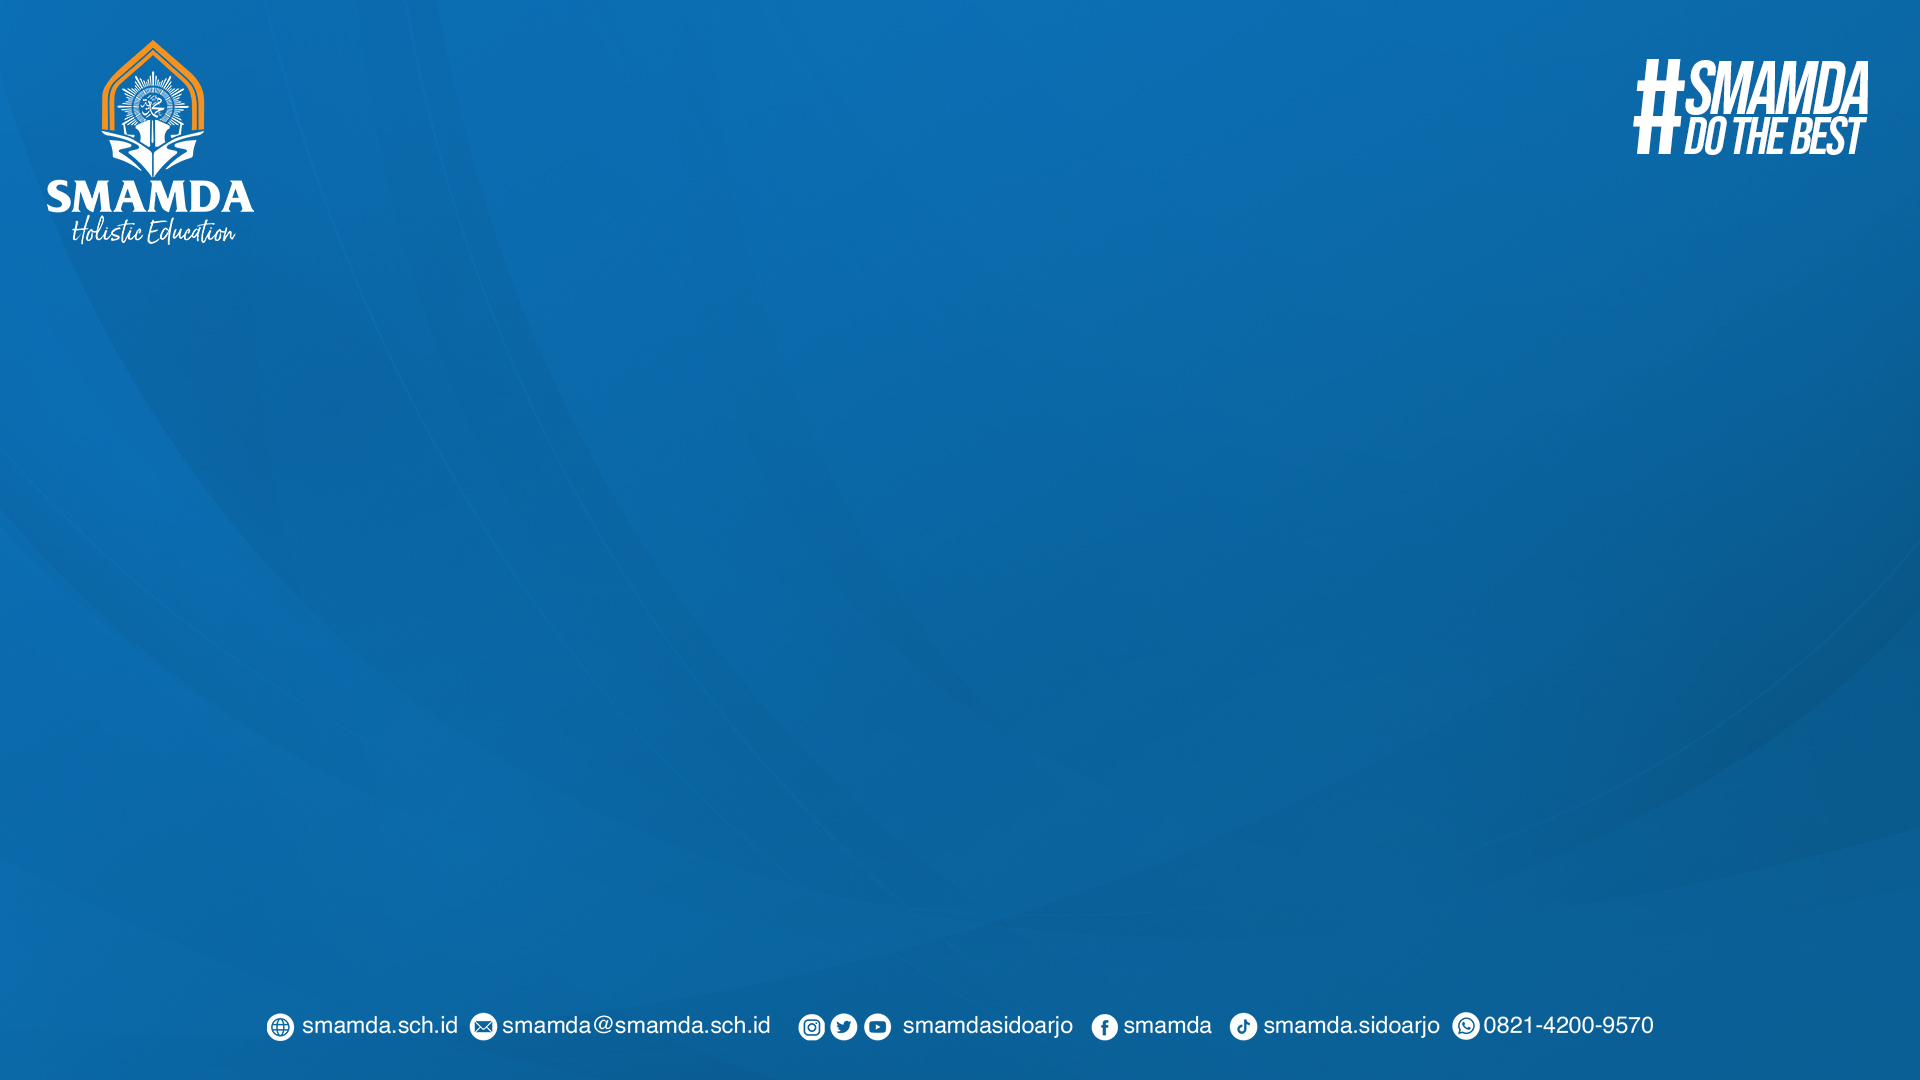 SMAMDA
Holistic Education
#SMAMDA
DO THE BEST
smamda.sch.id smamda@smamda.sch.id smamdasidoarjo smamda smamda.sidoarjo 0821-4200-9570